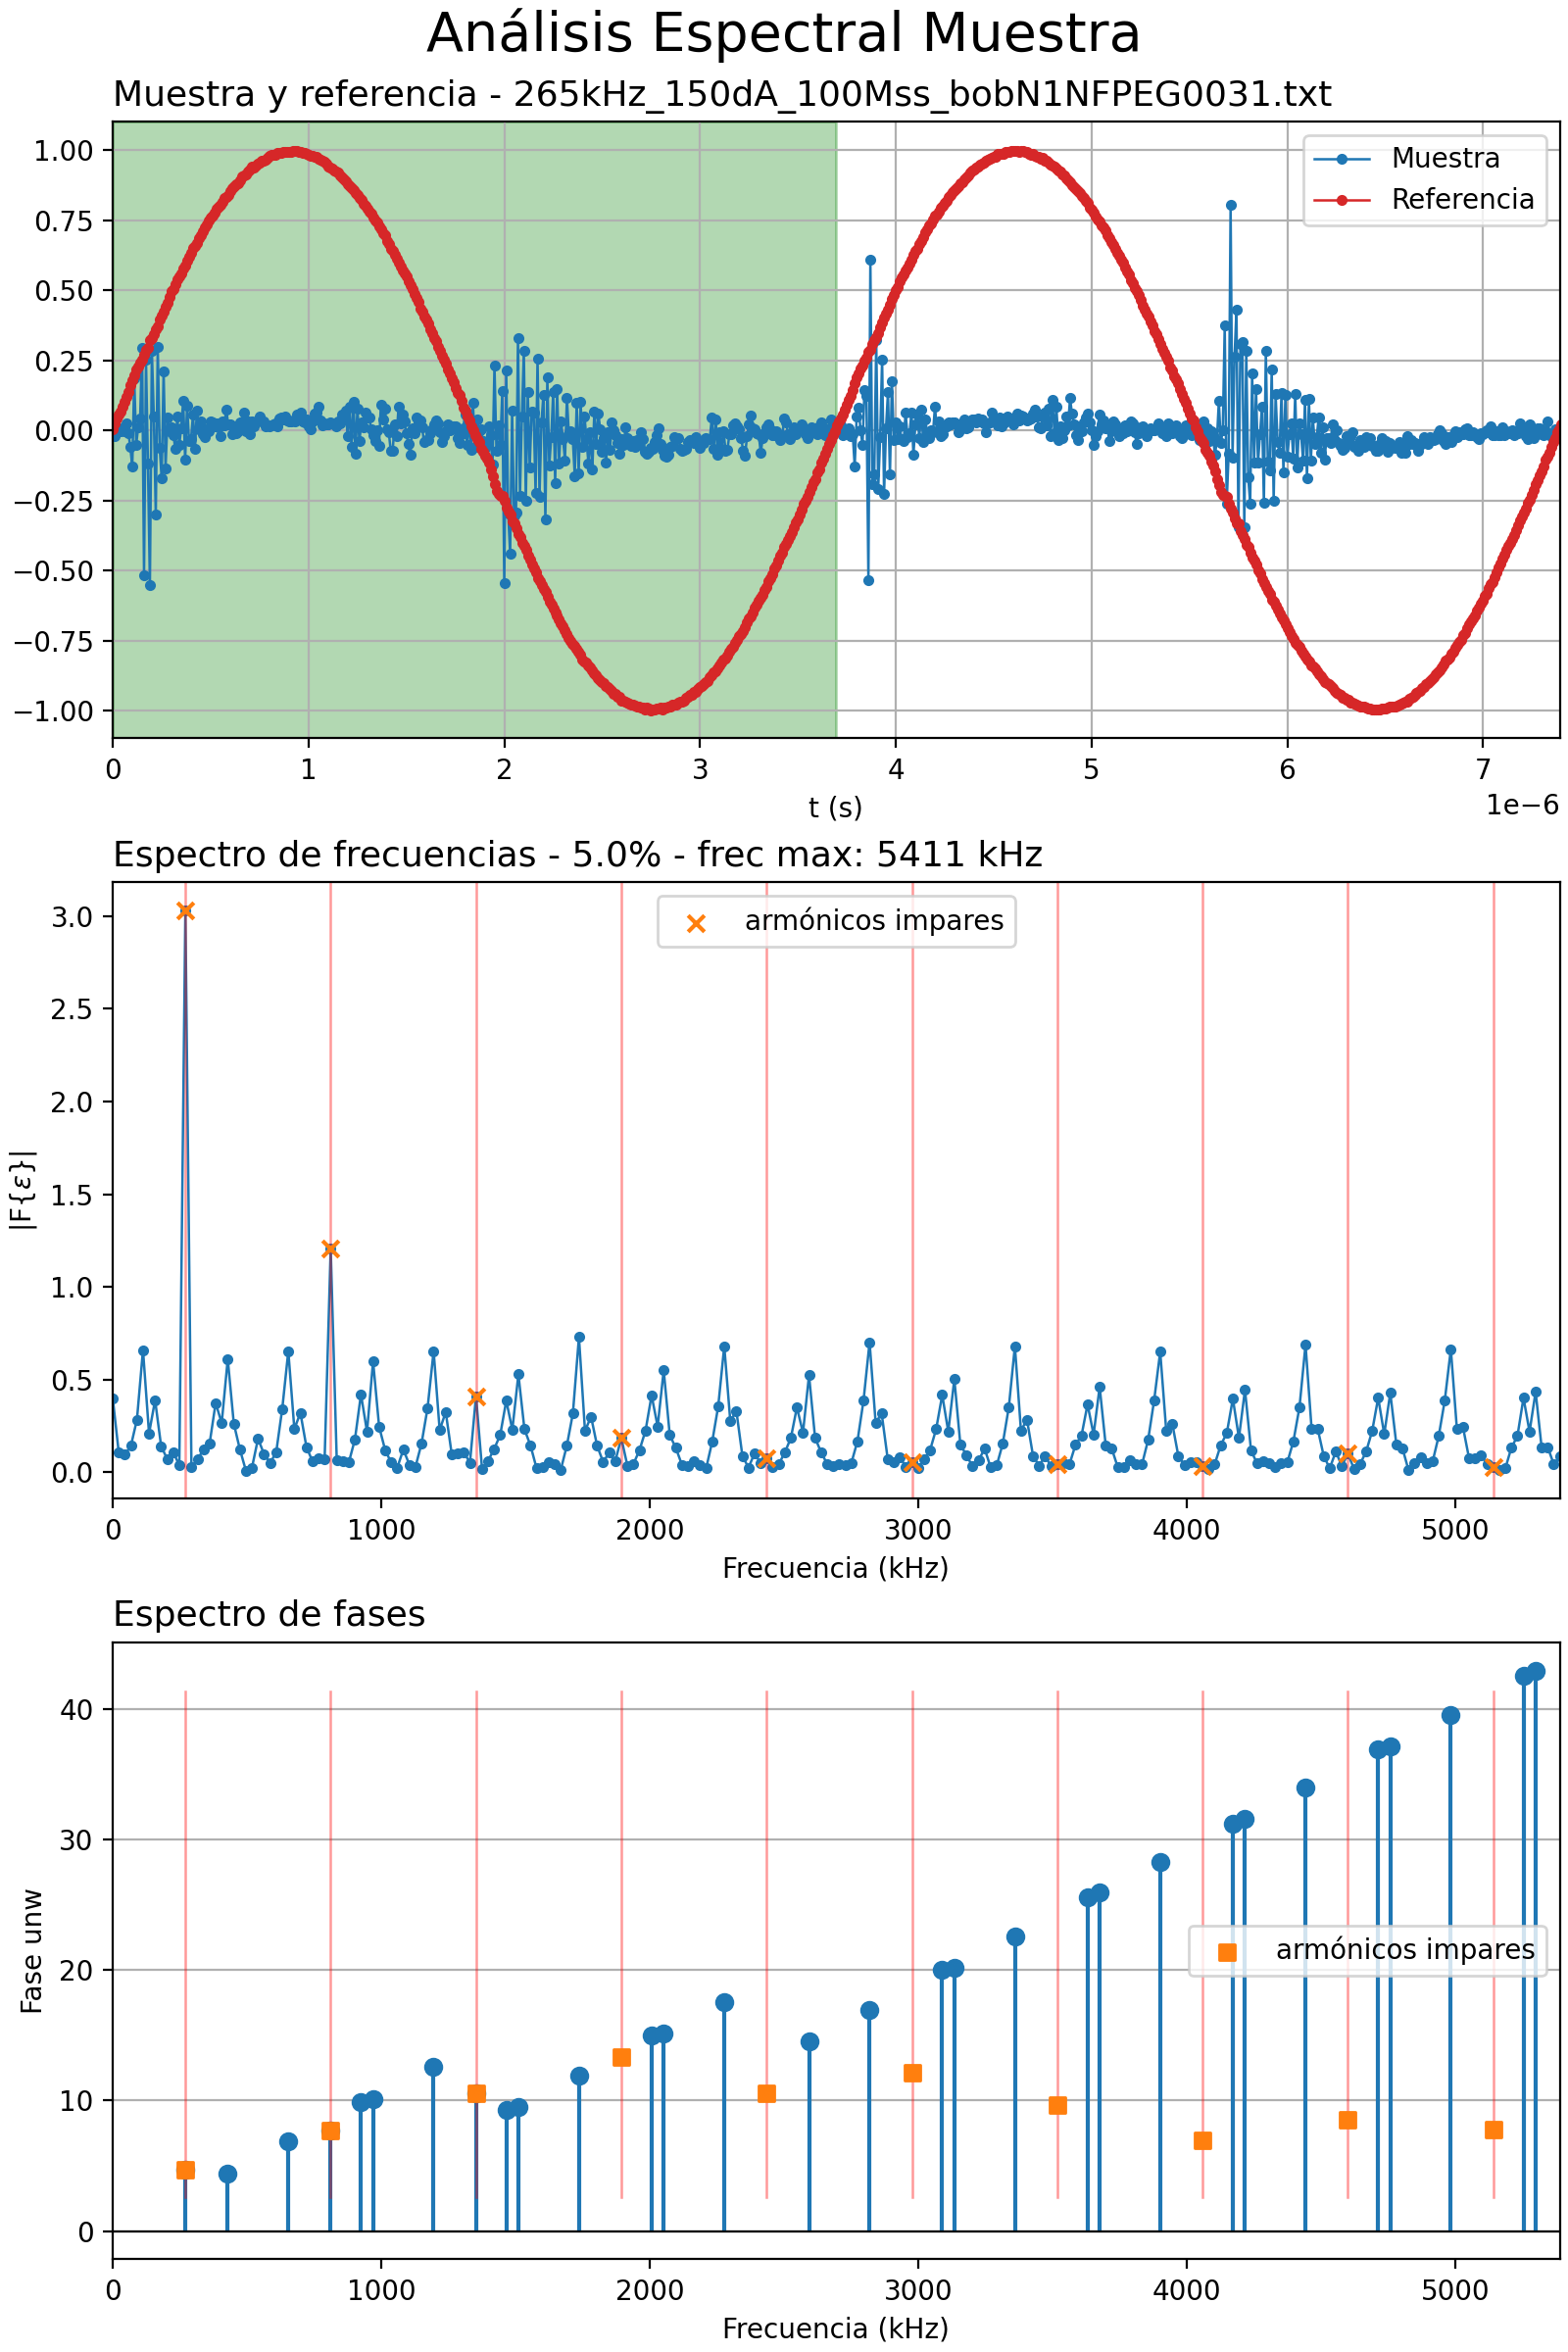 Análisis Espectral Muestra
Muestra y referencia - 265kHz_150dA_100Mss_bobN1NFPEG0031.txt
1.00
0.75
0.50
0.25
0.00
−0.25
−0.50
−0.75
−1.00
Muestra
Referencia
0 1 2 3 4 5 6 7
1e−6
t (s)
Espectro de frecuencias - 5.0% - frec max: 5411 kHz
3.0
2.5
2.0
1.5
1.0
0.5
0.0
|F{ε}|
armónicos impares
0 1000 2000 3000 4000 5000
Frecuencia (kHz)
Espectro de fases
40
30
20
10
0
Fase unw
armónicos impares
0 1000 2000 3000 4000 5000
Frecuencia (kHz)